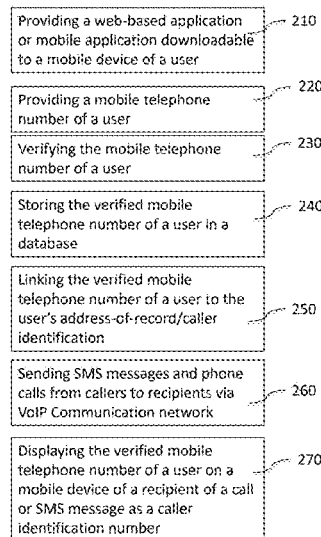 Providing a web-based application
or mobile application downloadable
to a mobile device of a user
210
Providing a mobile telephone
number of a user
220
Verifying the mobile telephone
number of a user
230
Storing the verified mobile
telephone number of a user in a
database
240
Linking the verified mobile
telephone number of a user to the
user's address-of-record/caller
identification
250
Sending SMS messages and phone
calls from callers to recipients via
VoIP Communication network
260
Displaying the verified mobile
telephone number of a user on a
mobile device of a recipient of a call
or SMS message as a caller
identification number
270